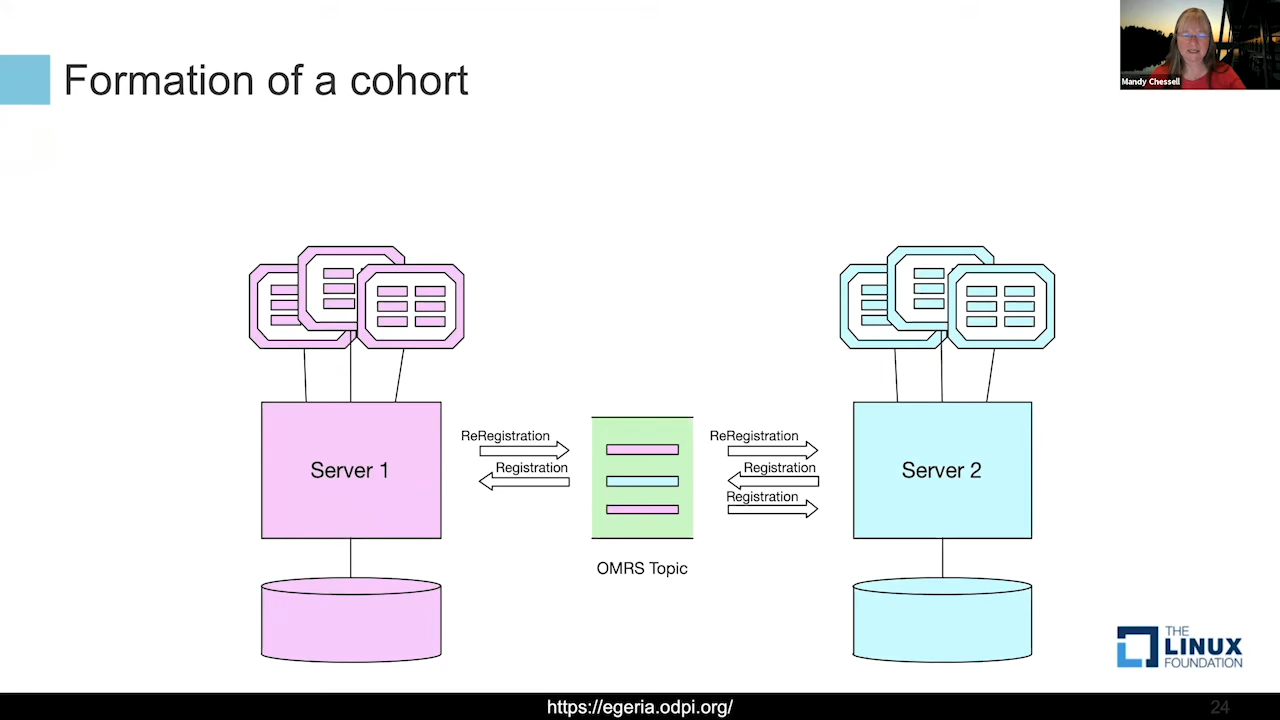 Mandy Chessell
Formation of a cohort
ReRegistration
Registration
ReRegistration
Registration
Registration
Server 1
Server 2
OMRS Topic
THE
LINUX
FOUNDATION
https://egeria.odpi.org/
24